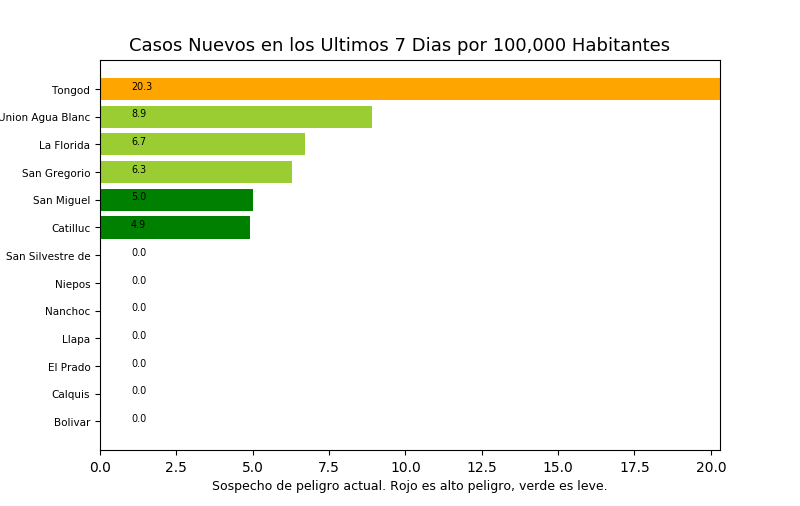 Casos Nuevos en los Ultimos 7 Dias por 100,000 Habitantes
Tongod 20.3
Union Agua Blanc 8.9
La Florida 6.7
San Gregorio 6.3
San Miguel 5.0
Catilluc 4.9
San Silvestre de 0.0
Niepos 0.0
Nanchoc 0.0
Llapa 0.0
El Prado 0.0
Calquis 0.0
Bolivar 0.0
0.0 2.5 5.0 7.5 10.0 12.5 15.0 17.5 20.0
Sospecho de peligro actual. Rojo es alto peligro, verde es leve.